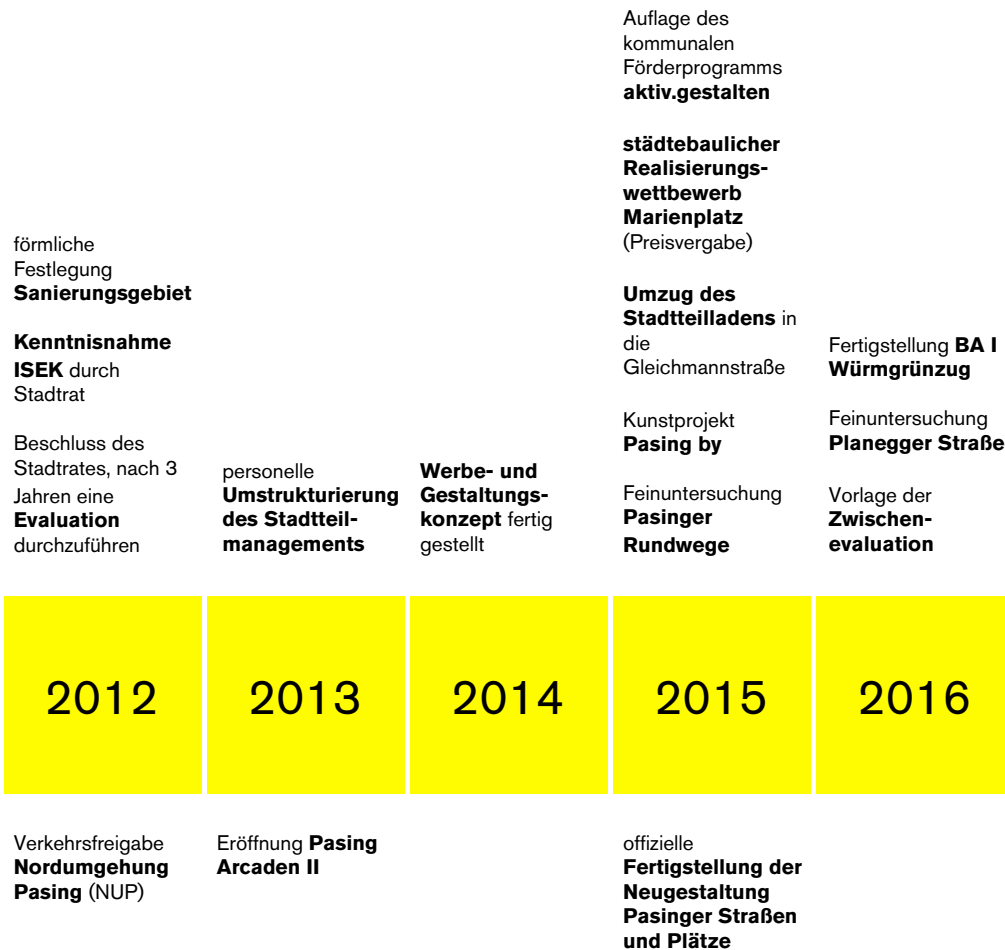 förmliche
Festlegung
Sanierungsgebiet
Kenntnisnahme
ISEK durch
Stadtrat
Beschluss des
Stadtrates, nach 3
Jahren eine
Evaluation
durchzuführen
personelle
Umstrukturierung
des Stadtteil-
managements
Werbe- und
Gestaltungs-
konzept fertig
gestellt
Auflage des
kommunalen
Förderprogramms
aktiv.gestalten
städtebaulicher
Realisierungs-
wettbewerb
Marienplatz
(Preisvergabe)
Umzug des
Stadtteilladens in
die
Gleichmannstraße
Kunstprojekt
Pasing by
Feinuntersuchung
Pasinger
Rundwege
Fertigstellung BA I
Würmgrünzug
Feinuntersuchung
Planegger Straße
Vorlage der
Zwischen-
evaluation
2012
2013
2014
2015
2016
Verkehrsfreigabe
Nordumgehung
Pasing (NUP)
Eröffnung Pasing
Arcaden II
offizielle
Fertigstellung der
Neugestaltung
Pasinger Straßen
und Plätze